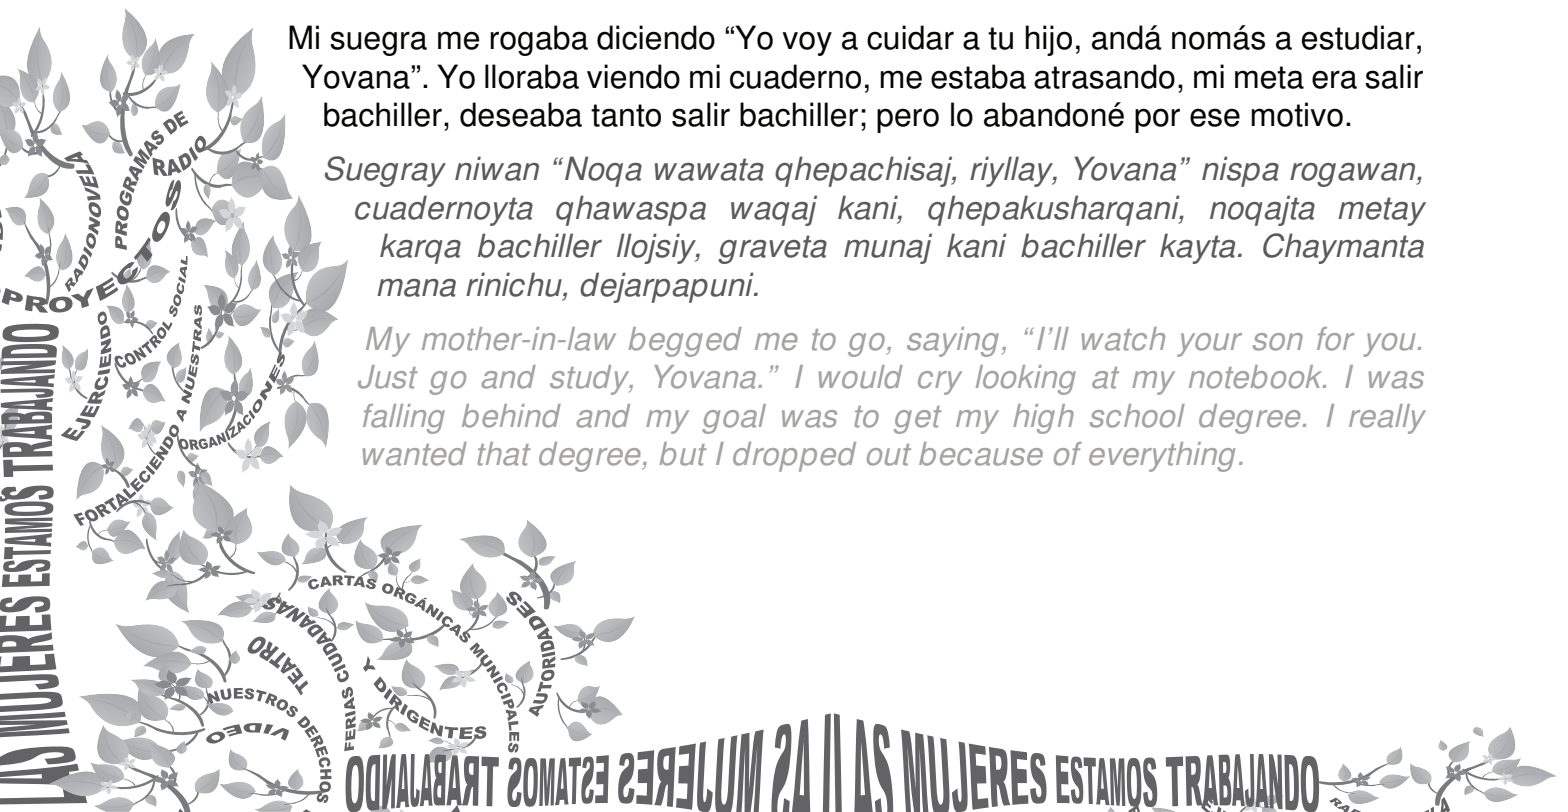 Mi suegra me rogaba diciendo “Yo voy a cuidar a tu hijo, andá nomás a estudiar,
Yovana”. Yo lloraba viendo mi cuaderno, me estaba atrasando, mi meta era salir
bachiller, deseaba tanto salir bachiller; pero lo abandoné por ese motivo.
Suegray niwan “Noqa wawata qhepachisaj, riyllay, Yovana” nispa rogawan,
cuadernoyta qhawaspa waqaj kani, qhepakusharqani, noqajta metay
karqa bachiller llojsiy, graveta munaj kani bachiller kayta. Chaymanta
mana rinichu, dejarpapuni.
My mother-in-law begged me to go, saying, “I’ll watch your son for you.
Just go and study, Yovana.” I would cry looking at my notebook. I was
falling behind and my goal was to get my high school degree. I really
wanted that degree, but I dropped out because of everything.
PROGRAMAS DE
RADIO
RADIONOVELA
PROYECTOS
EJERCIENDO
CONTROL SOCIAL
FORTALECIENDO A NUESTRAS
ORGANIZACIONES
LAS MUJERES ESTAMOS TRABAJANDO
CARTAS ORGÁNICAS MUNICIPALES
AUTORIDADES
Y DIRIGENTES
FERIAS CIUDADANAS
TEATRO
NUESTROS DERECHOS
VIDEO
LAS MUJERES ESTAMOS TRABAJANDO
LAS MUJERES ESTAMOS TRABAJANDO